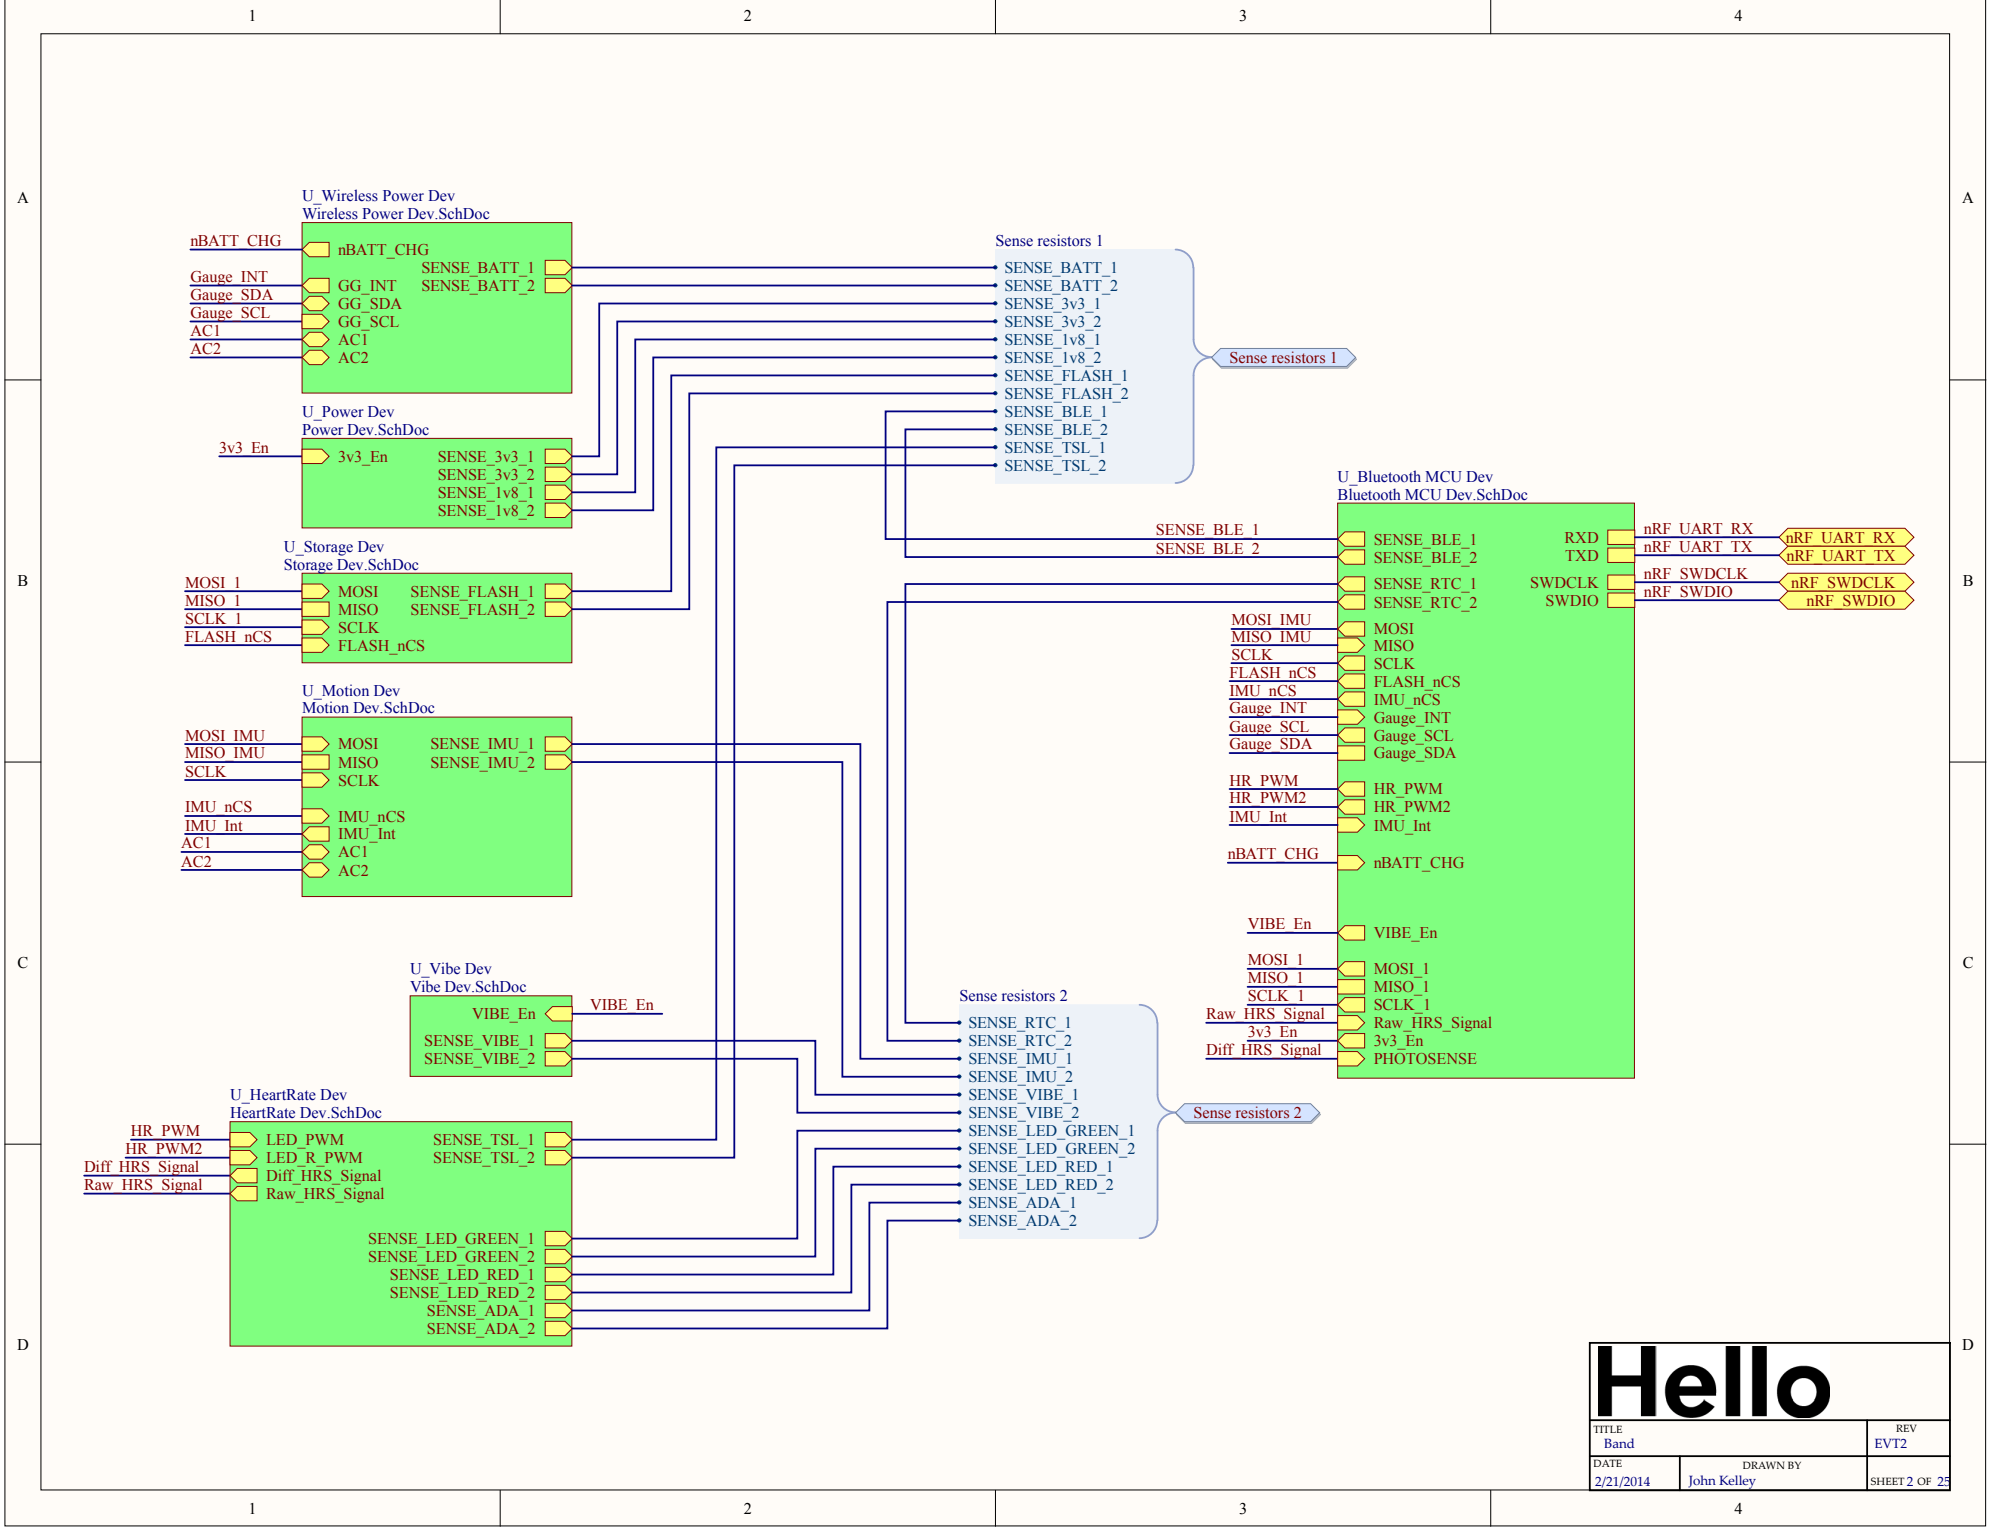 1
2
3
4
A
A
U_Wireless Power Dev
Wireless Power Dev.SchDoc
nBATT_CHG
nBATT_CHG
SENSE_BATT_1
SENSE_BATT_2
Gauge_INT
GG_INT
Gauge_SDA
GG_SDA
Gauge_SCL
GG_SCL
AC1
AC1
AC2
AC2
Sense resistors 1
SENSE_BATT_1
SENSE_BATT_2
SENSE_3v3_1
SENSE_3v3_2
SENSE_1v8_1
SENSE_1v8_2
SENSE_FLASH_1
SENSE_FLASH_2
SENSE_BLE_1
SENSE_BLE_2
SENSE_TSL_1
SENSE_TSL_2
Sense resistors 1
U_Power Dev
Power Dev.SchDoc
3v3_En
3v3_En
SENSE_3v3_1
SENSE_3v3_2
SENSE_1v8_1
SENSE_1v8_2
B
B
U_Storage Dev
Storage Dev.SchDoc
MOSI_1
MOSI
SENSE_FLASH_1
MISO_1
MISO
SENSE_FLASH_2
SCLK_1
SCLK
FLASH_nCS
FLASH_nCS
U_Motion Dev
Motion Dev.SchDoc
MOSI_IMU
MOSI
SENSE_IMU_1
MISO_IMU
MISO
SENSE_IMU_2
SCLK
SCLK
IMU_nCS
IMU_nCS
IMU_Int
IMU_Int
AC1
AC1
AC2
AC2
U_Bluetooth MCU Dev
Bluetooth MCU Dev.SchDoc
SENSE_BLE_1
SENSE_BLE_1
SENSE_BLE_2
SENSE_BLE_2
SENSE_RTC_1
SENSE_RTC_2
MOSI_IMU
MOSI
MISO_IMU
MISO
SCLK
SCLK
FLASH_nCS
FLASH_nCS
IMU_nCS
IMU_nCS
Gauge_INT
Gauge_INT
Gauge_SCL
Gauge_SCL
Gauge_SDA
Gauge_SDA
HR_PWM
HR_PWM
HR_PWM2
HR_PWM2
IMU_Int
IMU_Int
nBATT_CHG
nBATT_CHG
VIBE_En
VIBE_En
MOSI_1
MOSI_1
MISO_1
MISO_1
SCLK_1
SCLK_1
Raw_HRS_Signal
Raw_HRS_Signal
3v3_En
3v3_En
Diff_HRS_Signal
PHOTOSENSE
RXD
nRF_UART_RX
nRF_UART_RX
TXD
nRF_UART_TX
nRF_UART_TX
SWDCLK
nRF_SWDCLK
nRF_SWDCLK
SWDIO
nRF_SWDIO
nRF_SWDIO
C
C
U_Vibe Dev
Vibe Dev.SchDoc
VIBE_En
VIBE_En
SENSE_VIBE_1
SENSE_VIBE_2
Sense resistors 2
SENSE_RTC_1
SENSE_RTC_2
SENSE_IMU_1
SENSE_IMU_2
SENSE_VIBE_1
SENSE_VIBE_2
SENSE_LED_GREEN_1
SENSE_LED_GREEN_2
SENSE_LED_RED_1
SENSE_LED_RED_2
SENSE_ADA_1
SENSE_ADA_2
Sense resistors 2
U_HeartRate Dev
HeartRate Dev.SchDoc
HR_PWM
LED_PWM
SENSE_TSL_1
HR_PWM2
LED_R_PWM
SENSE_TSL_2
Diff_HRS_Signal
Diff_HRS_Signal
Raw_HRS_Signal
Raw_HRS_Signal
SENSE_LED_GREEN_1
SENSE_LED_GREEN_2
SENSE_LED_RED_1
SENSE_LED_RED_2
SENSE_ADA_1
SENSE_ADA_2
D
D
Hello
TITLE
Band
REV
EVT2
DATE
2/21/2014
DRAWN BY
John Kelley
SHEET 2 OF 25
1
2
3
4